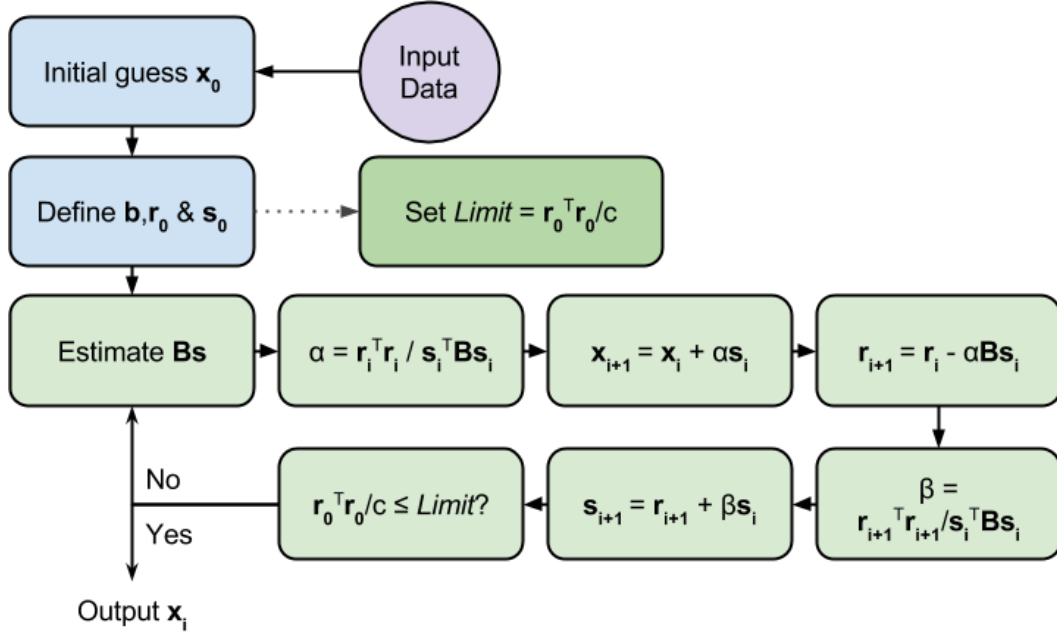 Initial guess x₀
Input
Data
Define b,r₀ & s₀
Set Limit = r₀ᵀr₀/c
Estimate Bs
α = rᵢᵀrᵢ / sᵢᵀBsᵢ
xᵢ₊₁ = xᵢ + αsᵢ
rᵢ₊₁ = rᵢ - αBsᵢ
β =
rᵢ₊₁ᵀrᵢ₊₁/sᵢᵀBsᵢ
sᵢ₊₁ = rᵢ₊₁ + βsᵢ
r₀ᵀr₀/c ≤ Limit?
No
Yes
Output xᵢ